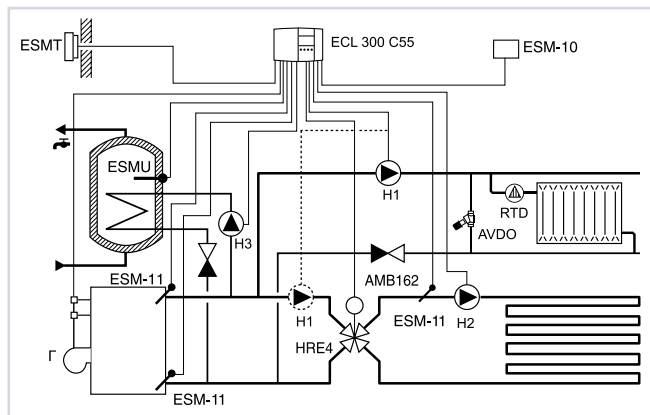 ECL 300 C55
ESMT
ESM-10
ESMU
H1
RTD
H3
AVDO
ESM-11
AMB162
H1
ESM-11
H2
HRE4
Г
ESM-11